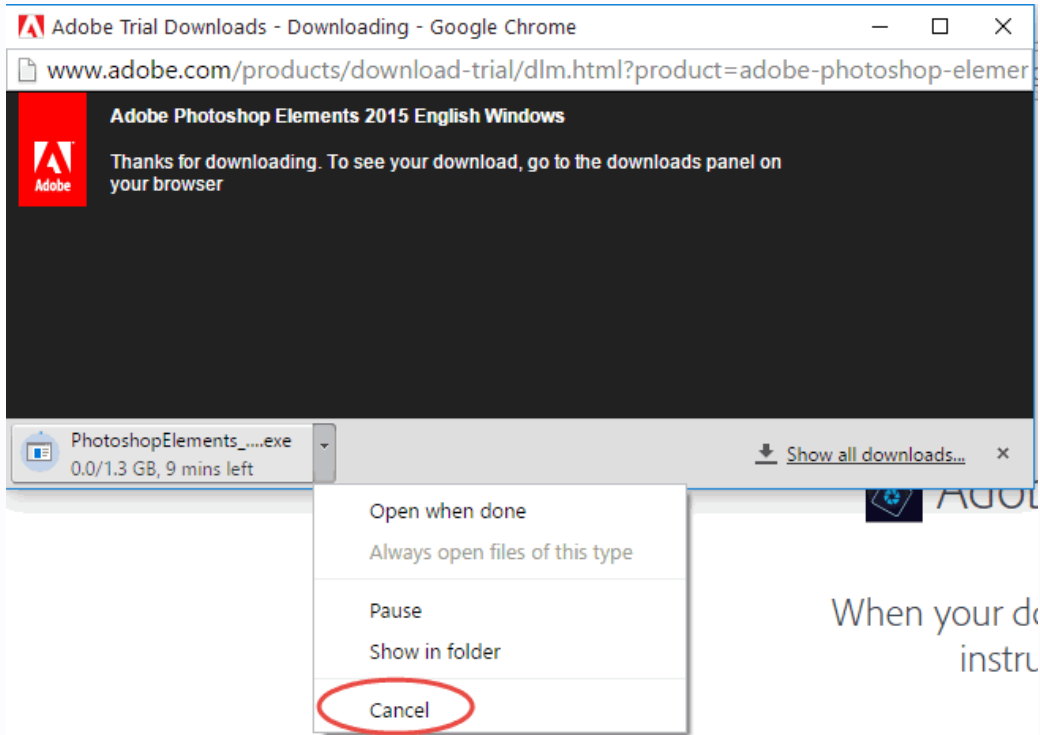 Adobe Trial Downloads - Downloading - Google Chrome
www.adobe.com/products/download-trial/dlm.html?product=adobe-photoshop-elemer
Adobe Photoshop Elements 2015 English Windows
Thanks for downloading. To see your download, go to the downloads panel on
your browser
Adobe
PhotoshopElements_....exe
0.0/1.3 GB, 9 mins left
Show all downloads...
Open when done
Always open files of this type
Pause
Show in folder
Cancel
When your